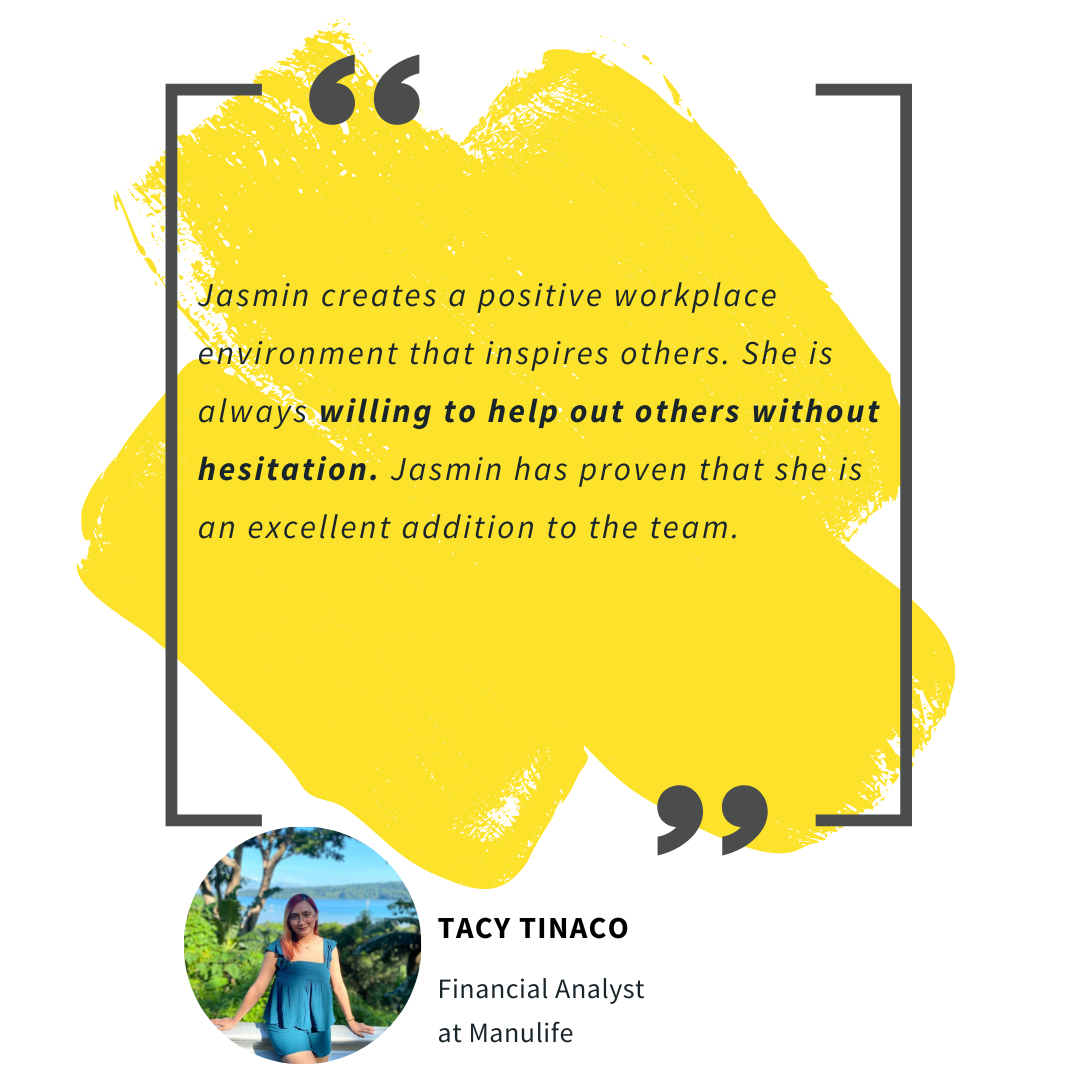 “
Jasmin creates a positive workplace
environment that inspires others. She is
always willing to help out others without
hesitation. Jasmin has proven that she is
an excellent addition to the team.
”
TACY TINACO
Financial Analyst
at Manulife